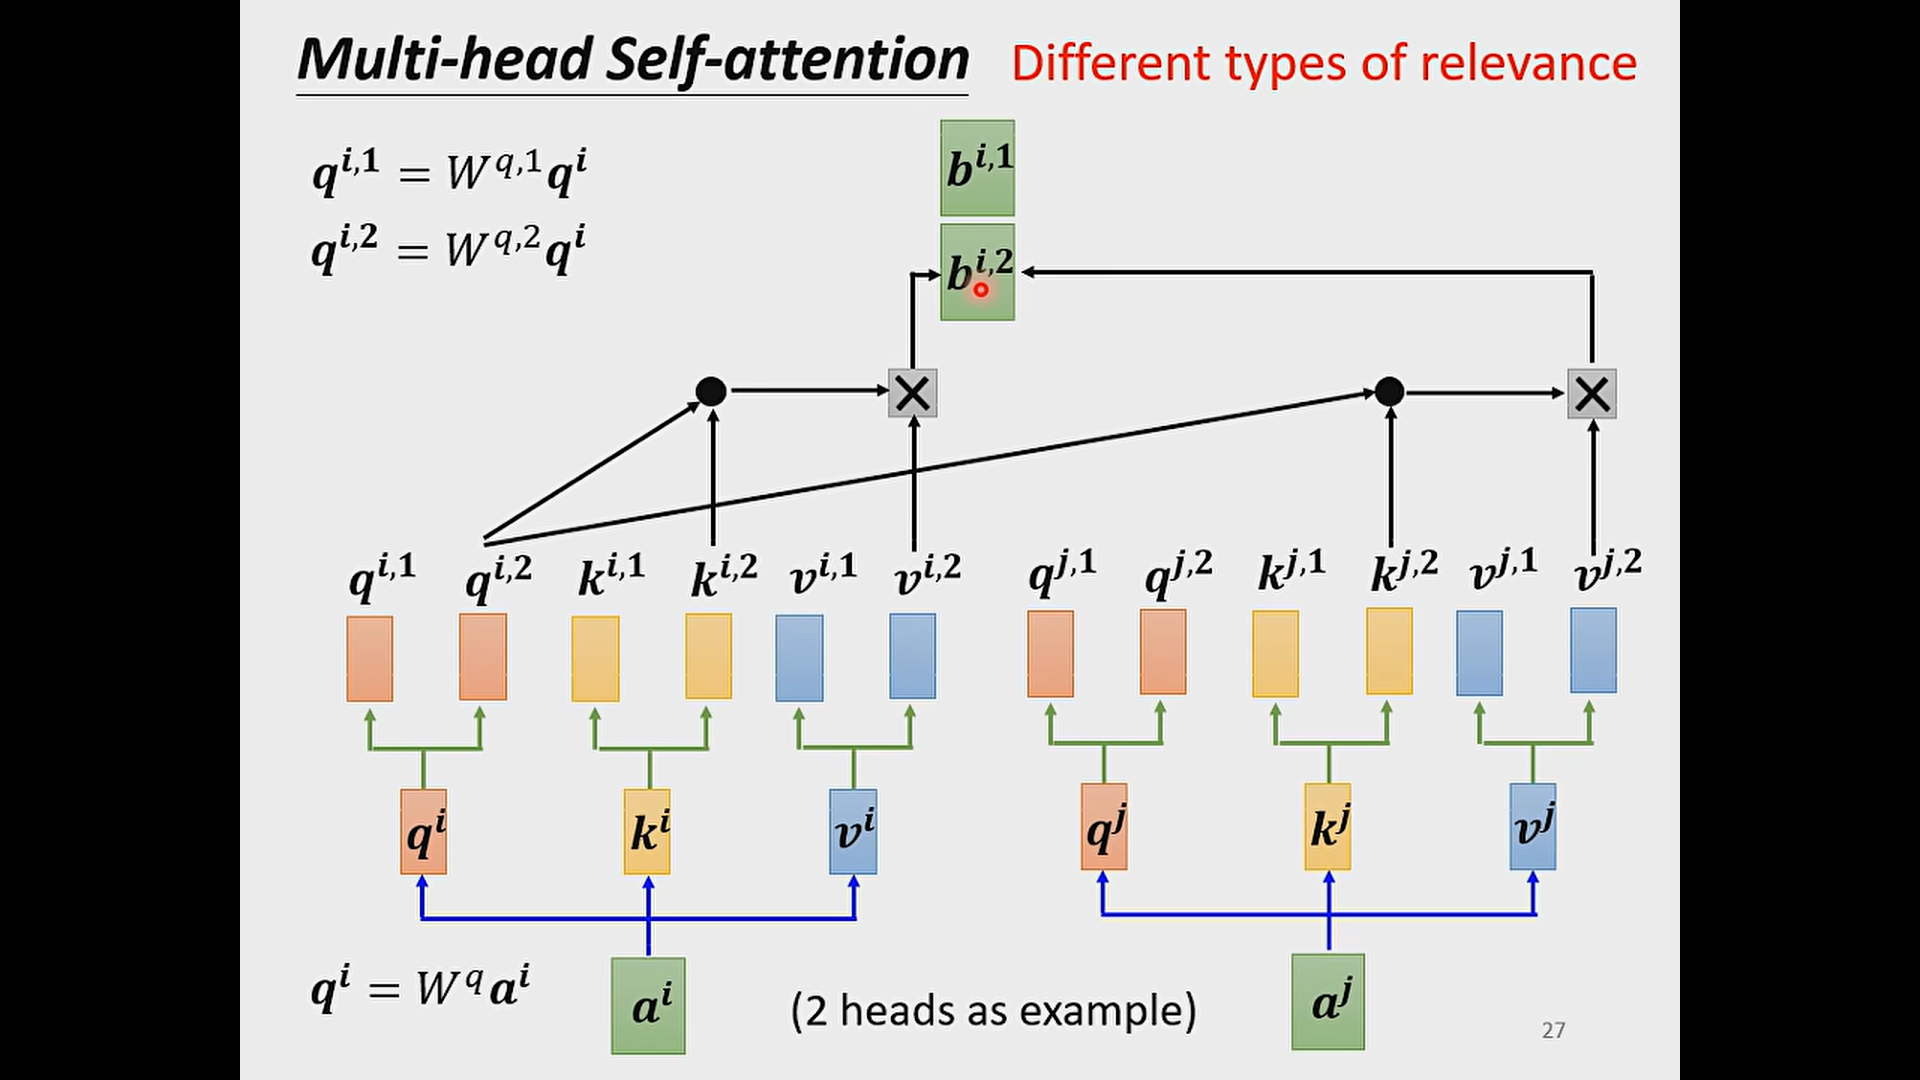 Multi-head Self-attention Different types of relevance
q^{i,1} = W^{q,1}q^i
q^{i,2} = W^{q,2}q^i
b^{i,1}
b^{i,2}
q^{i,1} q^{i,2} k^{i,1} k^{i,2} v^{i,1} v^{i,2} q^{j,1} q^{j,2} k^{j,1} k^{j,2} v^{j,1} v^{j,2}
q^i k^i v^i q^j k^j v^j
q^i = W^q a^i
a^i (2 heads as example) a^j
27